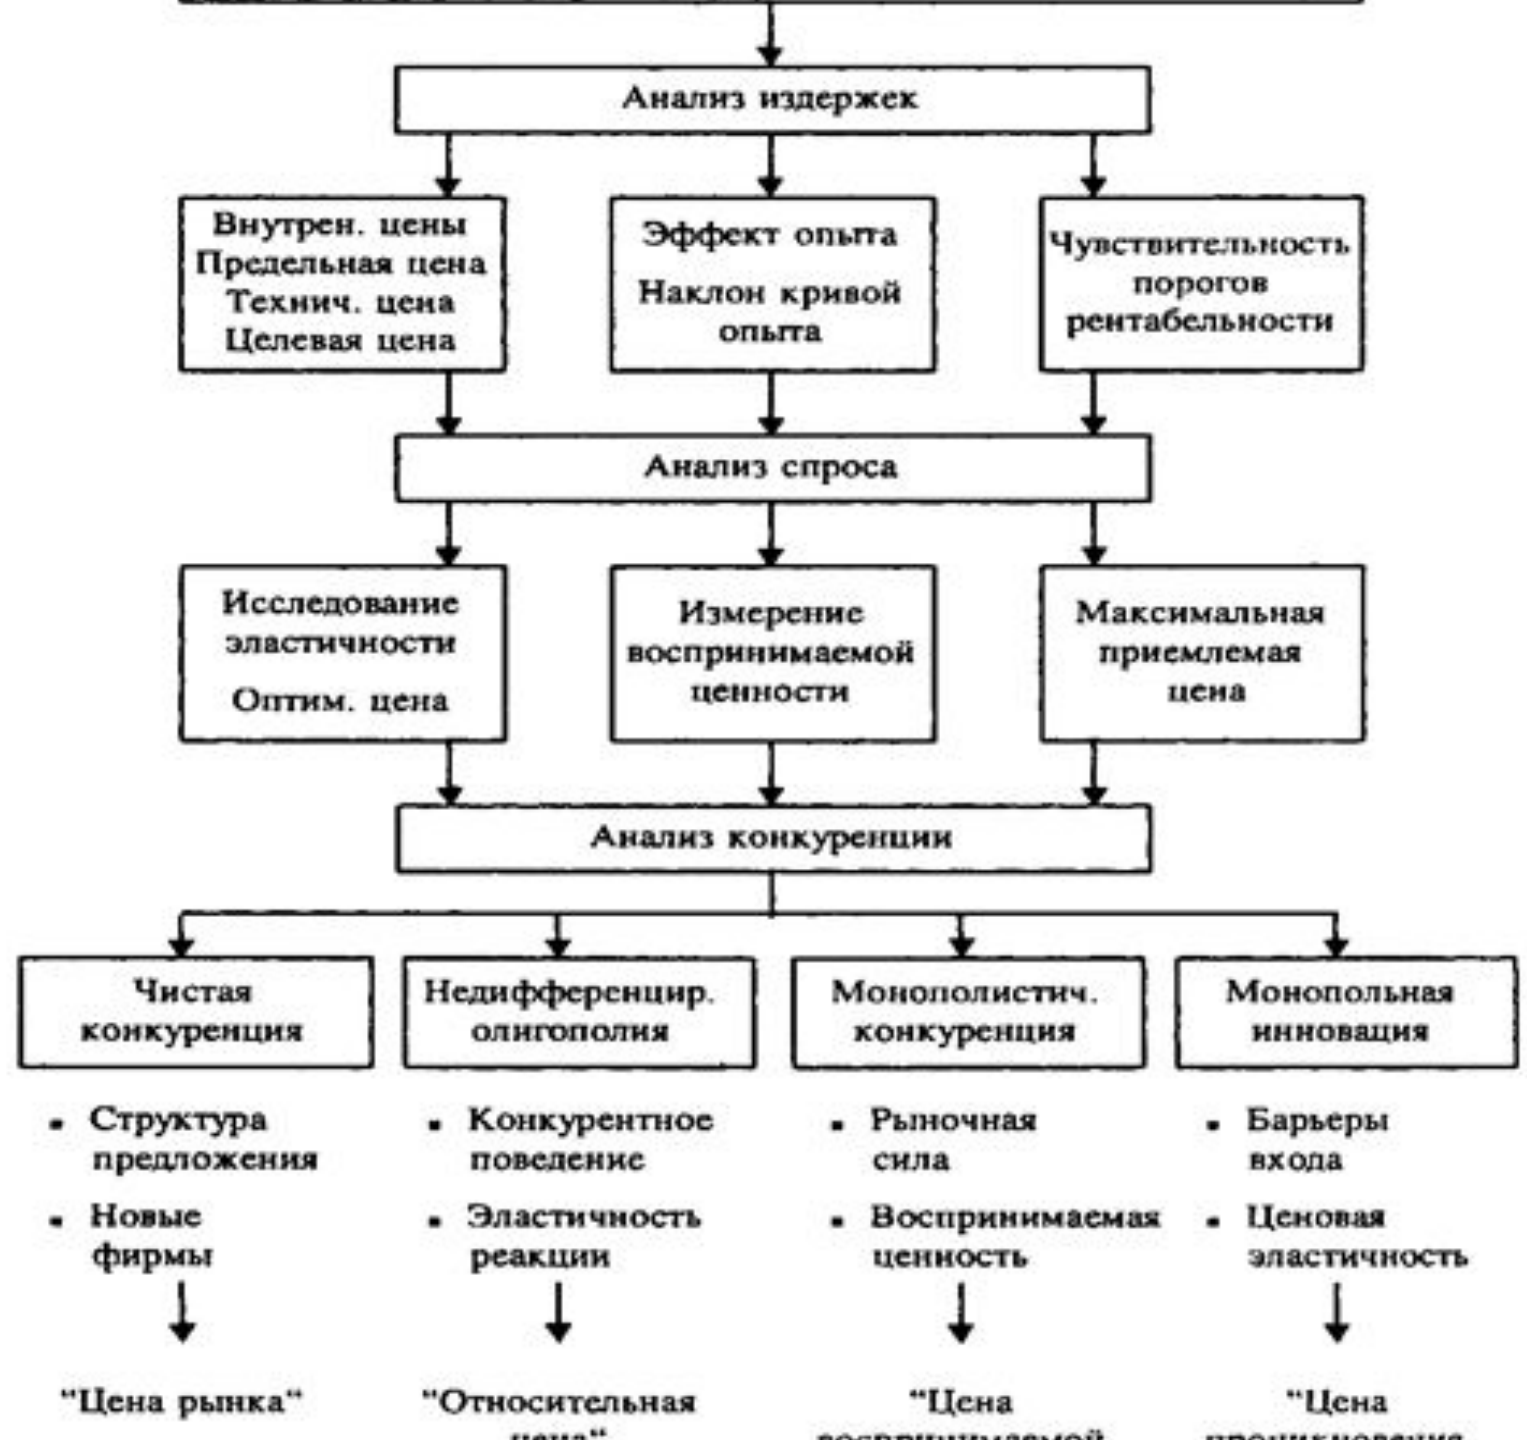 Анализ издержек
Внутрен. цены
Предельная цена
Технич. цена
Целевая цена
Эффект опыта
Наклон кривой
опыта
Чувствительность
порогов
рентабельности
Анализ спроса
Исследование
эластичности
Оптим. цена
Измерение
воспринимаемой
ценности
Максимальная
приемлемая
цена
Анализ конкуренции
Чистая
конкуренция
Недифференцир.
олигополия
Монополистич.
конкуренция
Монопольная
инновация
▪ Структура
предложения
▪ Новые
фирмы
▪ Конкурентное
поведение
▪ Эластичность
реакции
▪ Рыночная
сила
▪ Воспринимаемая
ценность
▪ Барьеры
входа
▪ Ценовая
эластичность
“Цена рынка“
“Относительная
цена“
“Цена
воспринимаемой
“Цена
проникновения